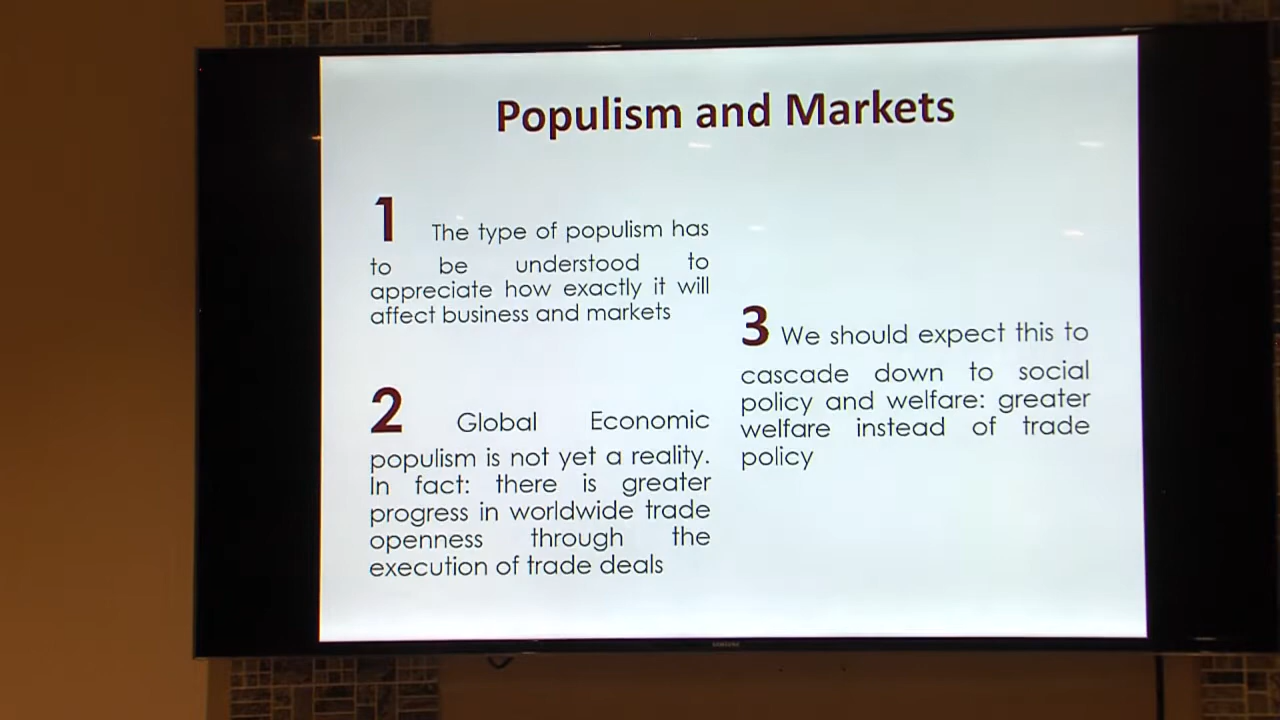 Populism and Markets
1 The type of populism has
to be understood to
appreciate how exactly it will
affect business and markets
2 Global Economic
populism is not yet a reality.
In fact: there is greater
progress in worldwide trade
openness through the
execution of trade deals
3 We should expect this to
cascade down to social
policy and welfare: greater
welfare instead of trade
policy
SAMSUNG